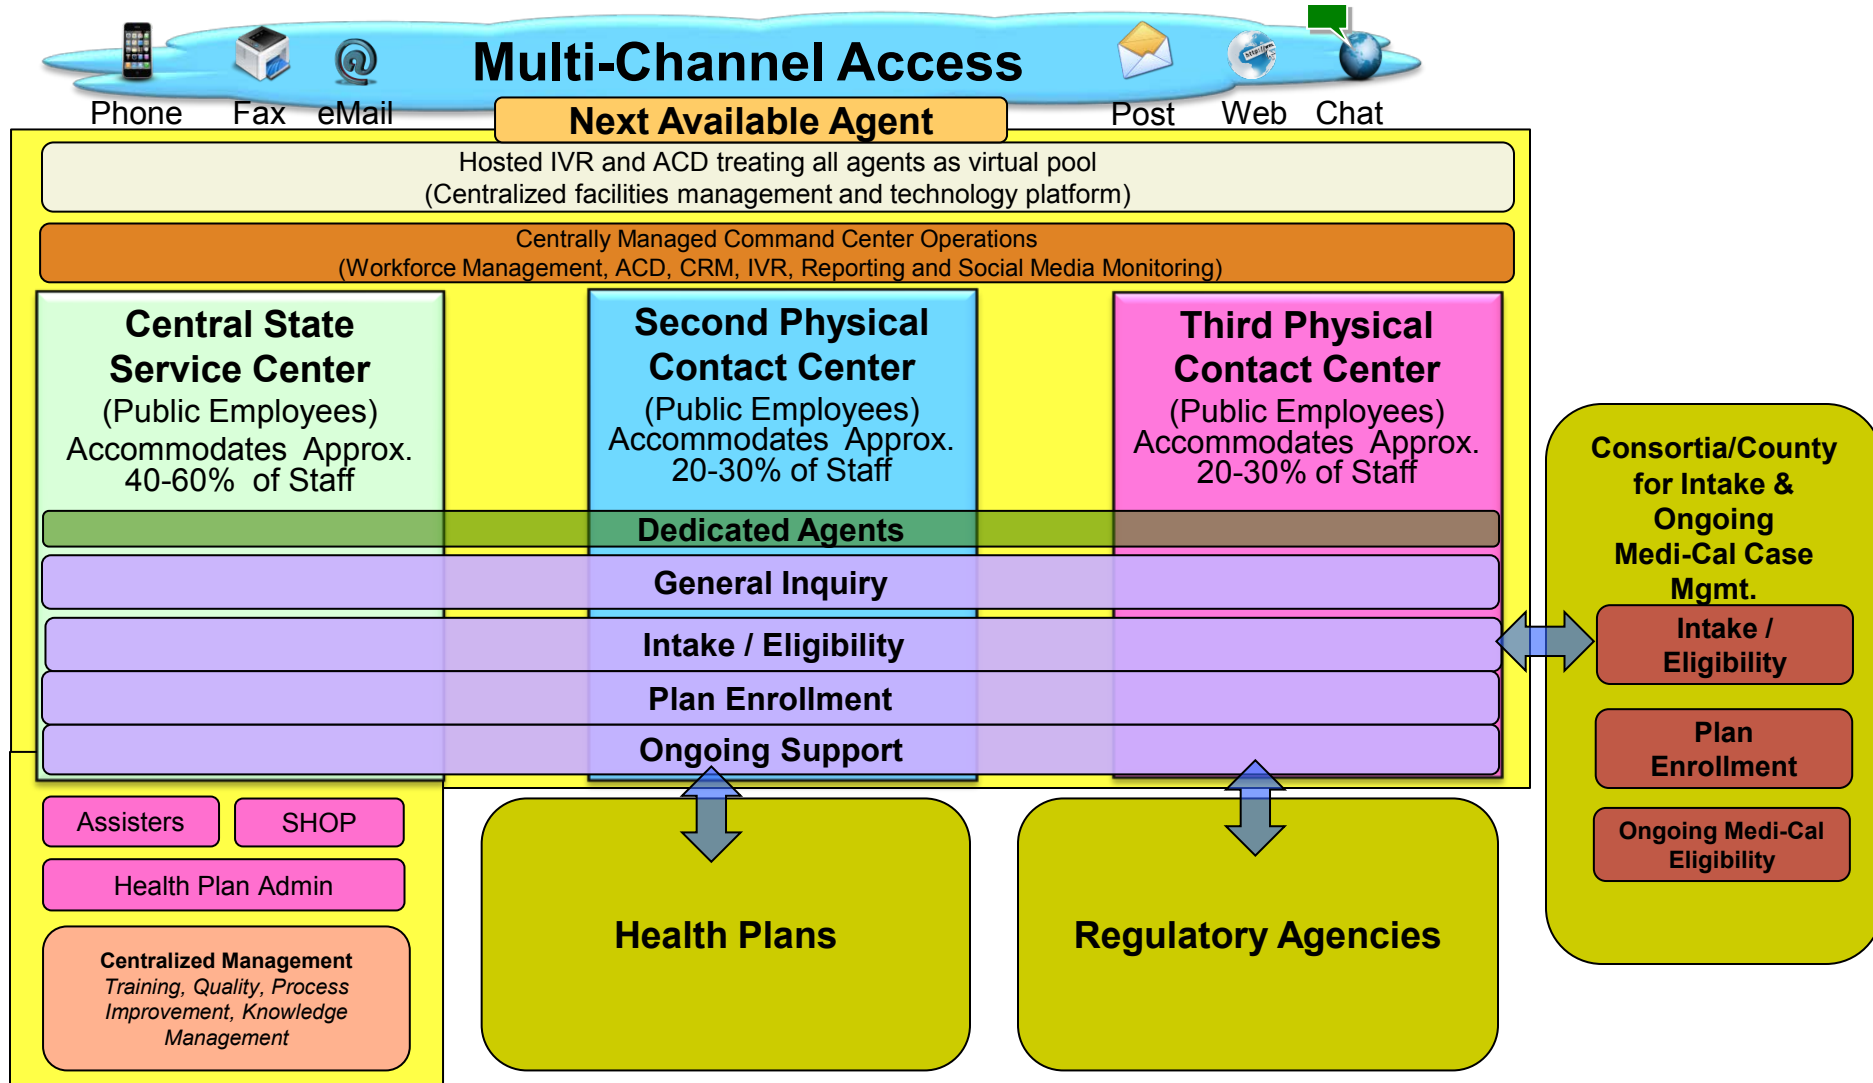 Multi-Channel Access
Phone
Fax
eMail
Post
Web
Chat
Next Available Agent
Hosted IVR and ACD treating all agents as virtual pool
(Centralized facilities management and technology platform)
Centrally Managed Command Center Operations
(Workforce Management, ACD, CRM, IVR, Reporting and Social Media Monitoring)
Central State
Service Center
(Public Employees)
Accommodates Approx.
40-60% of Staff
Second Physical
Contact Center
(Public Employees)
Accommodates Approx.
20-30% of Staff
Third Physical
Contact Center
(Public Employees)
Accommodates Approx.
20-30% of Staff
Dedicated Agents
General Inquiry
Intake / Eligibility
Plan Enrollment
Ongoing Support
Consortia/County
for Intake &
Ongoing
Medi-Cal Case
Mgmt.
Intake /
Eligibility
Plan
Enrollment
Ongoing Medi-Cal
Eligibility
Assisters
SHOP
Health Plan Admin
Centralized Management
Training, Quality, Process
Improvement, Knowledge
Management
Health Plans
Regulatory Agencies